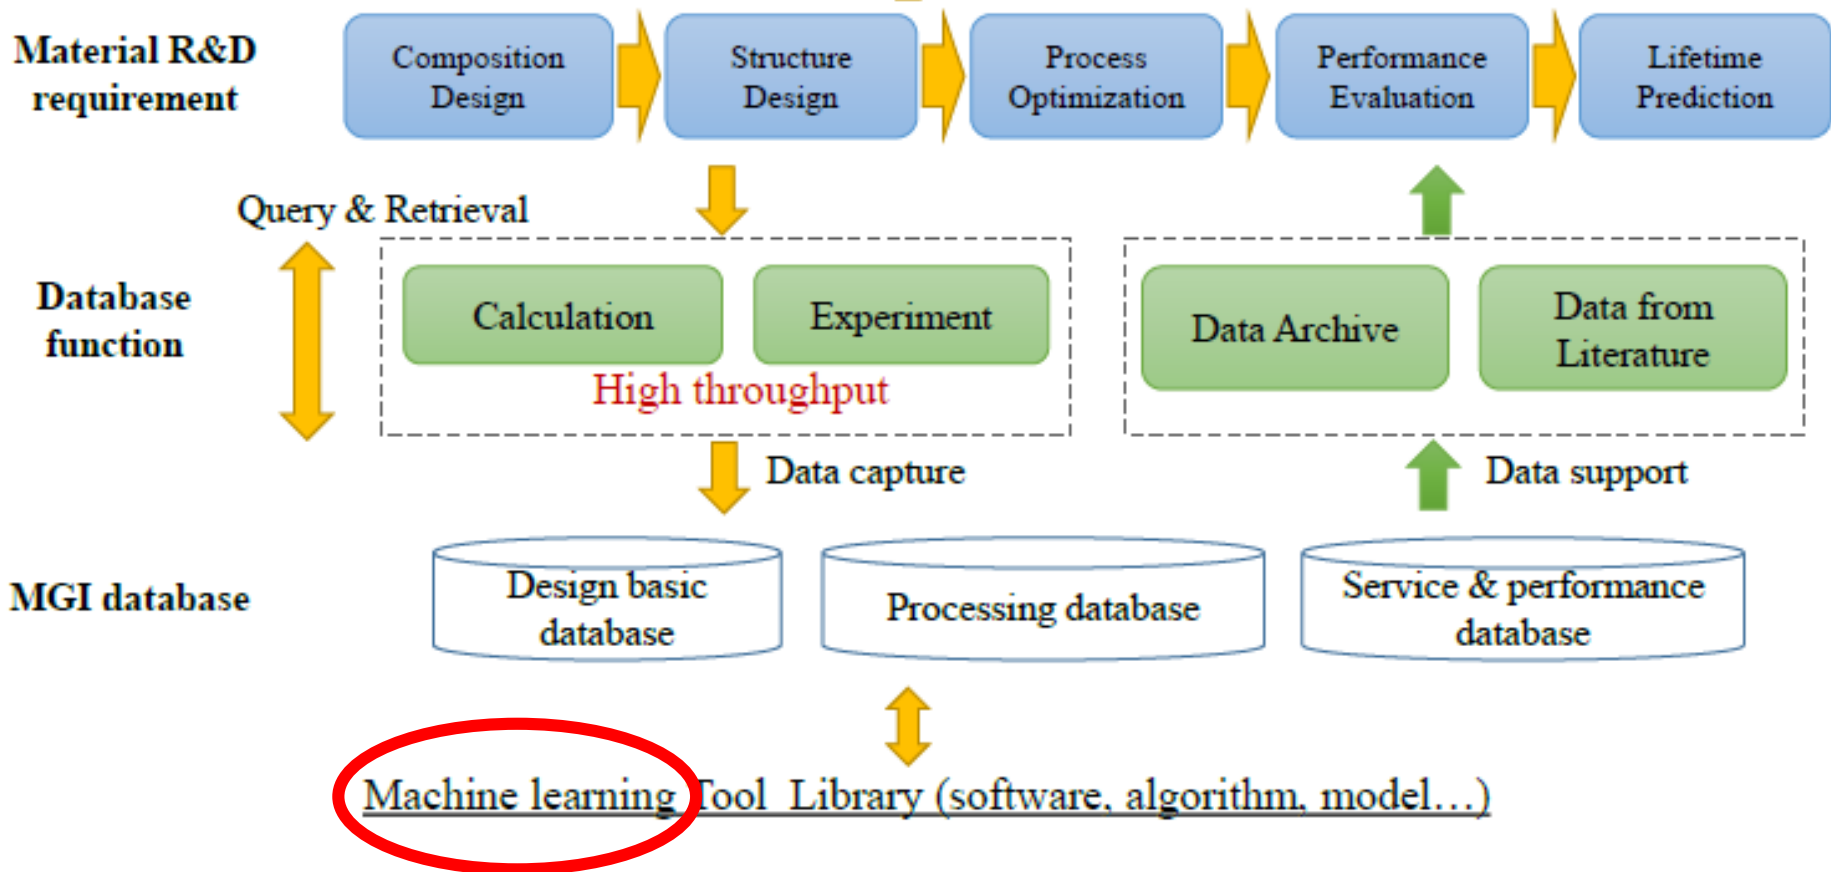 Material R&D
requirement
Composition
Design
Structure
Design
Process
Optimization
Performance
Evaluation
Lifetime
Prediction
Query & Retrieval
Database
function
Calculation
Experiment
High throughput
Data Archive
Data from
Literature
Data capture
Data support
MGI database
Design basic
database
Processing database
Service & performance
database
Machine learning Tool Library (software, algorithm, model…)